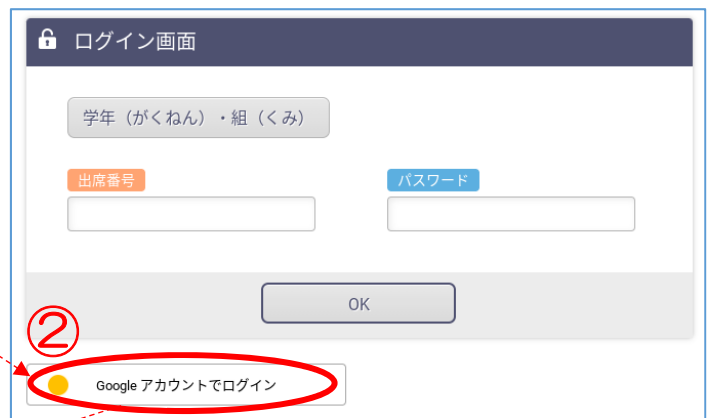 ログイン画面
学年（がくねん）・組（くみ）
出席番号
パスワード
OK
②
Google アカウントでログイン